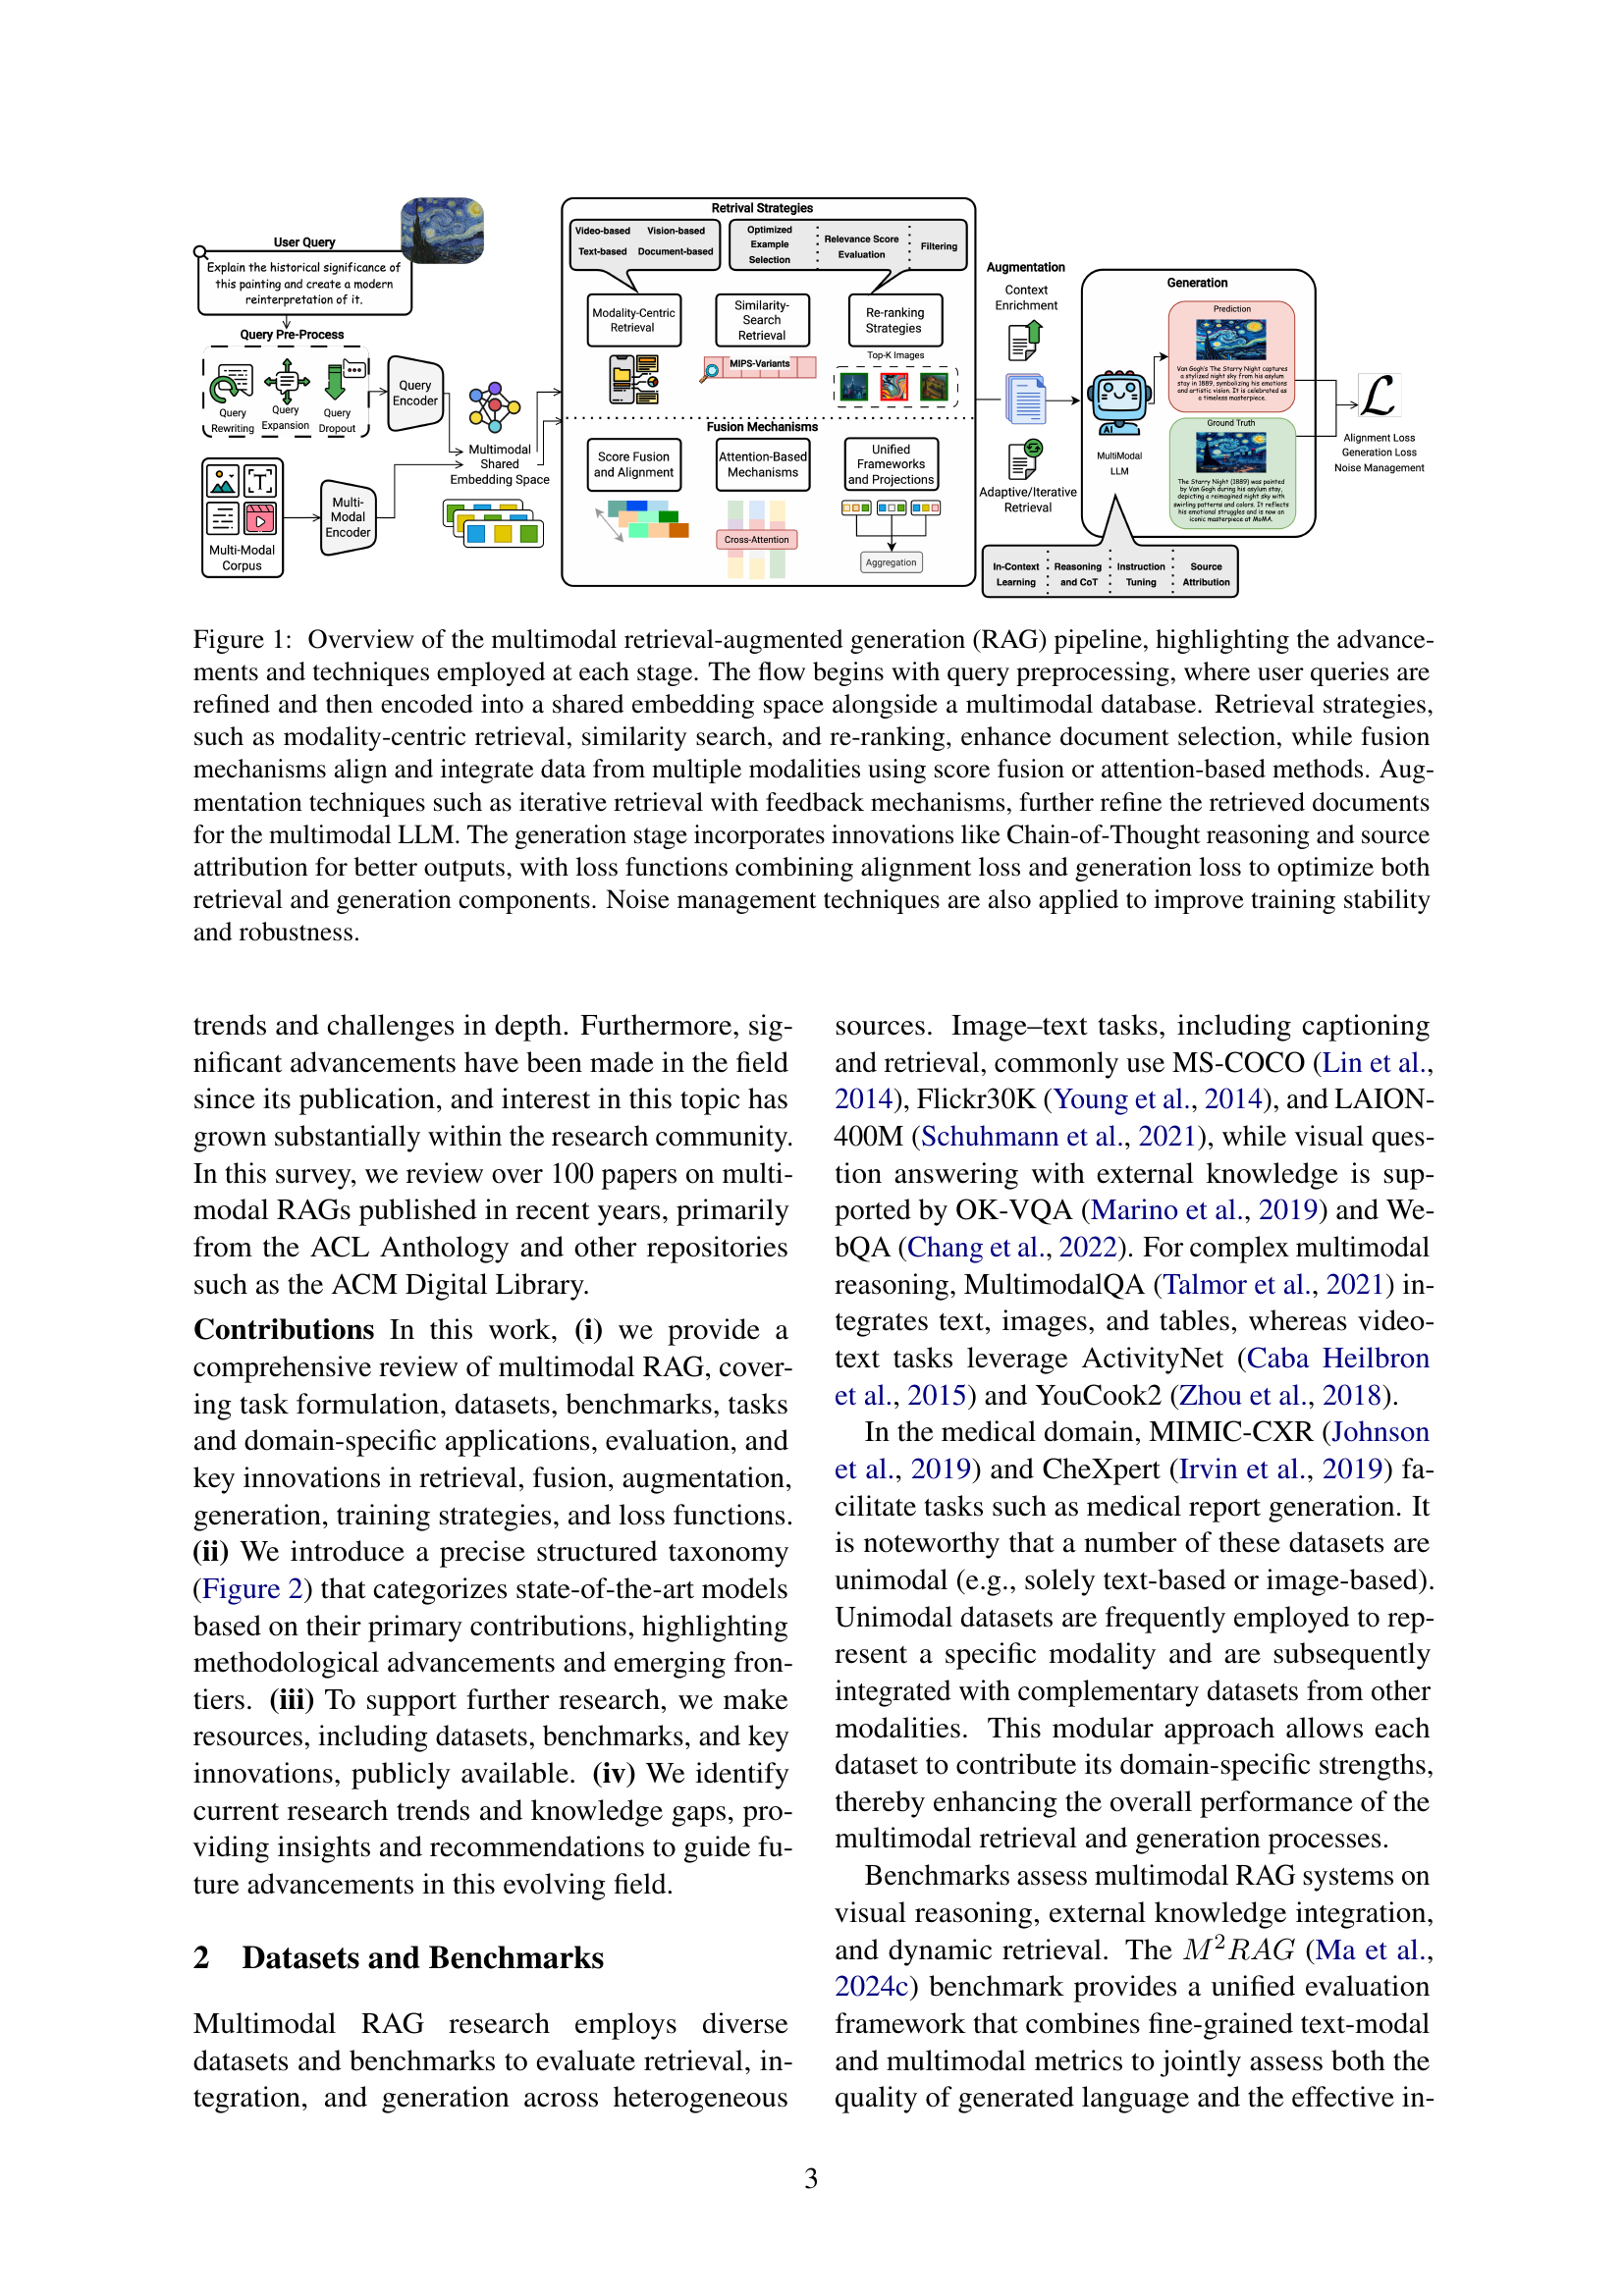 User Query
Explain the historical significance of
this painting and create a modern
reinterpretation of it.
Query Pre-Process
Query
Rewriting
Query
Expansion
Query
Dropout
Query
Encoder
Multi-Modal
Corpus
Multi-
Modal
Encoder
Multimodal
Shared
Embedding Space
Retrival Strategies
Video-based Vision-based
Text-based Document-based
Optimized
Example
Selection
Relevance Score
Evaluation
Filtering
Modality-Centric
Retrieval
Similarity-
Search
Retrieval
Re-ranking
Strategies
MIPS-Variants
Top-K Images
Fusion Mechanisms
Score Fusion
and Alignment
Attention-Based
Mechanisms
Unified
Frameworks
and Projections
Cross-Attention
Aggregation
Augmentation
Context
Enrichment
Adaptive/Iterative
Retrieval
Generation
AI
MultiModal
LLM
Prediction
Van Gogh's The Starry Night captures
a stylized night sky from his asylum
stay in 1889, symbolizing his emotions
and artistic vision. It is celebrated as
a timeless masterpiece.
Ground Truth
The Starry Night (1889) was painted
by Van Gogh during his asylum stay,
depicting a reimagined night sky with
swirling patterns and colors. It reflects
his emotional struggles and is now an
iconic masterpiece at MoMA.
In-Context
Learning
Reasoning
and CoT
Instruction
Tuning
Source
Attribution
ℒ
Alignment Loss
Generation Loss
Noise Management
Figure 1: Overview of the multimodal retrieval-augmented generation (RAG) pipeline, highlighting the advance-
ments and techniques employed at each stage. The flow begins with query preprocessing, where user queries are
refined and then encoded into a shared embedding space alongside a multimodal database. Retrieval strategies,
such as modality-centric retrieval, similarity search, and re-ranking, enhance document selection, while fusion
mechanisms align and integrate data from multiple modalities using score fusion or attention-based methods. Aug-
mentation techniques such as iterative retrieval with feedback mechanisms, further refine the retrieved documents
for the multimodal LLM. The generation stage incorporates innovations like Chain-of-Thought reasoning and source
attribution for better outputs, with loss functions combining alignment loss and generation loss to optimize both
retrieval and generation components. Noise management techniques are also applied to improve training stability
and robustness.
trends and challenges in depth. Furthermore, sig-
nificant advancements have been made in the field
since its publication, and interest in this topic has
grown substantially within the research community.
In this survey, we review over 100 papers on multi-
modal RAGs published in recent years, primarily
from the ACL Anthology and other repositories
such as the ACM Digital Library.
Contributions In this work, (i) we provide a
comprehensive review of multimodal RAG, cover-
ing task formulation, datasets, benchmarks, tasks
and domain-specific applications, evaluation, and
key innovations in retrieval, fusion, augmentation,
generation, training strategies, and loss functions.
(ii) We introduce a precise structured taxonomy
(Figure 2) that categorizes state-of-the-art models
based on their primary contributions, highlighting
methodological advancements and emerging fron-
tiers. (iii) To support further research, we make
resources, including datasets, benchmarks, and key
innovations, publicly available. (iv) We identify
current research trends and knowledge gaps, pro-
viding insights and recommendations to guide fu-
ture advancements in this evolving field.
2 Datasets and Benchmarks
Multimodal RAG research employs diverse
datasets and benchmarks to evaluate retrieval, in-
tegration, and generation across heterogeneous
sources. Image–text tasks, including captioning
and retrieval, commonly use MS-COCO (Lin et al.,
2014), Flickr30K (Young et al., 2014), and LAION-
400M (Schuhmann et al., 2021), while visual ques-
tion answering with external knowledge is sup-
ported by OK-VQA (Marino et al., 2019) and We-
bQA (Chang et al., 2022). For complex multimodal
reasoning, MultimodalQA (Talmor et al., 2021) in-
tegrates text, images, and tables, whereas video-
text tasks leverage ActivityNet (Caba Heilbron
et al., 2015) and YouCook2 (Zhou et al., 2018).
In the medical domain, MIMIC-CXR (Johnson
et al., 2019) and CheXpert (Irvin et al., 2019) fa-
cilitate tasks such as medical report generation. It
is noteworthy that a number of these datasets are
unimodal (e.g., solely text-based or image-based).
Unimodal datasets are frequently employed to rep-
resent a specific modality and are subsequently
integrated with complementary datasets from other
modalities. This modular approach allows each
dataset to contribute its domain-specific strengths,
thereby enhancing the overall performance of the
multimodal retrieval and generation processes.
Benchmarks assess multimodal RAG systems on
visual reasoning, external knowledge integration,
and dynamic retrieval. The M²RAG (Ma et al.,
2024c) benchmark provides a unified evaluation
framework that combines fine-grained text-modal
and multimodal metrics to jointly assess both the
quality of generated language and the effective in-
3